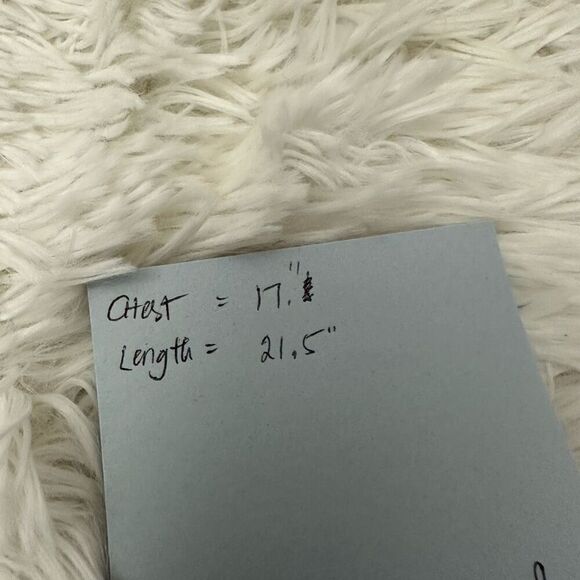 Chest = 17."
Length = 21.5"